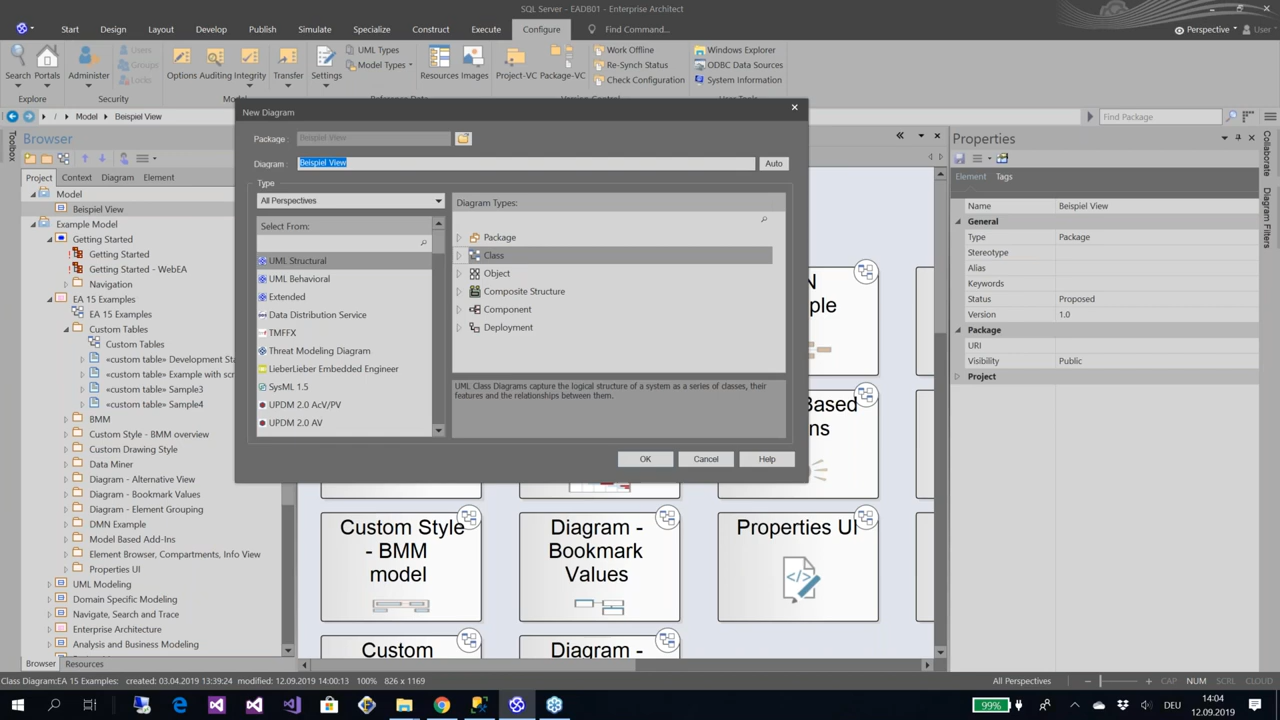 SQL Server - EADB01 - Enterprise Architect
Start Design Layout Develop Publish Simulate Specialize Construct Execute Configure Find Command... Perspective User
Search Portals Administrator Users Groups Locks Options Auditing Integrity Transfer Settings UML Types Model Types Resources Images Project-VC Package-VC Work Offline Re-Synch Status Check Configuration Windows Explorer ODBC Data Sources System Information
Explore Security
Model Beispiel View Find Package
Toolbox
Browser
Project Context Diagram Element
Model
Beispiel View
Example Model
Getting Started
Getting Started
Getting Started - WebEA
Navigation
EA 15 Examples
EA 15 Examples
Custom Tables
Custom Tables
«custom table» Development Sta
«custom table» Example with scr
«custom table» Sample3
«custom table» Sample4
BMM
Custom Style - BMM overview
Custom Drawing Style
Data Miner
Diagram - Alternative View
Diagram - Bookmark Values
Diagram - Element Grouping
DMN Example
Model Based Add-Ins
Element Browser, Compartments, Info View
Properties UI
UML Modeling
Domain Specific Modeling
Navigate, Search and Trace
Enterprise Architecture
Analysis and Business Modeling
Browser Resources
New Diagram
Package : Beispiel View
Diagram : Beispiel View Auto
Type
All Perspectives
Select From:
UML Structural
UML Behavioral
Extended
Data Distribution Service
TMFFX
Threat Modeling Diagram
LieberLieber Embedded Engineer
SysML 1.5
UPDM 2.0 AcV/PV
UPDM 2.0 AV
Diagram Types:
Package
Class
Object
Composite Structure
Component
Deployment
UML Class Diagrams capture the logical structure of a system as a series of classes, their
features and the relationships between them.
OK Cancel Help
Custom Style
- BMM
model
Diagram -
Bookmark
Values
Properties UI
Custom
Diagram -
Properties
Element Tags
Name Beispiel View
General
Type Package
Stereotype
Alias
Keywords
Status Proposed
Version 1.0
Package
URI
Visibility Public
Project
Toolbox
Diagram Filters
Class Diagram:EA 15 Examples: created: 03.04.2019 13:39:24 modified: 12.09.2019 14:00:13 100% 826 x 1169 All Perspectives CAP NUM SCRL CLOUD
99% DEU 14:04
12.09.2019